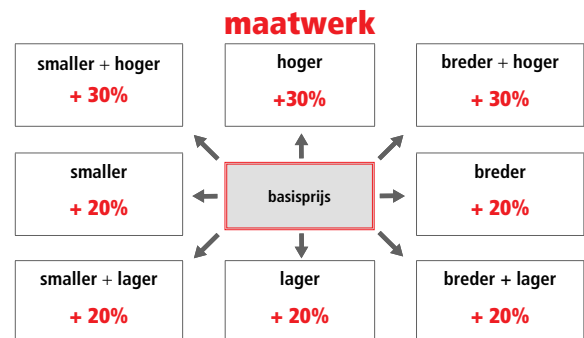 maatwerk
smaller + hoger
+ 30%
hoger
+30%
breder + hoger
+ 30%
smaller
+ 20%
basisprijs
breder
+ 20%
smaller + lager
+ 20%
lager
+ 20%
breder + lager
+ 20%